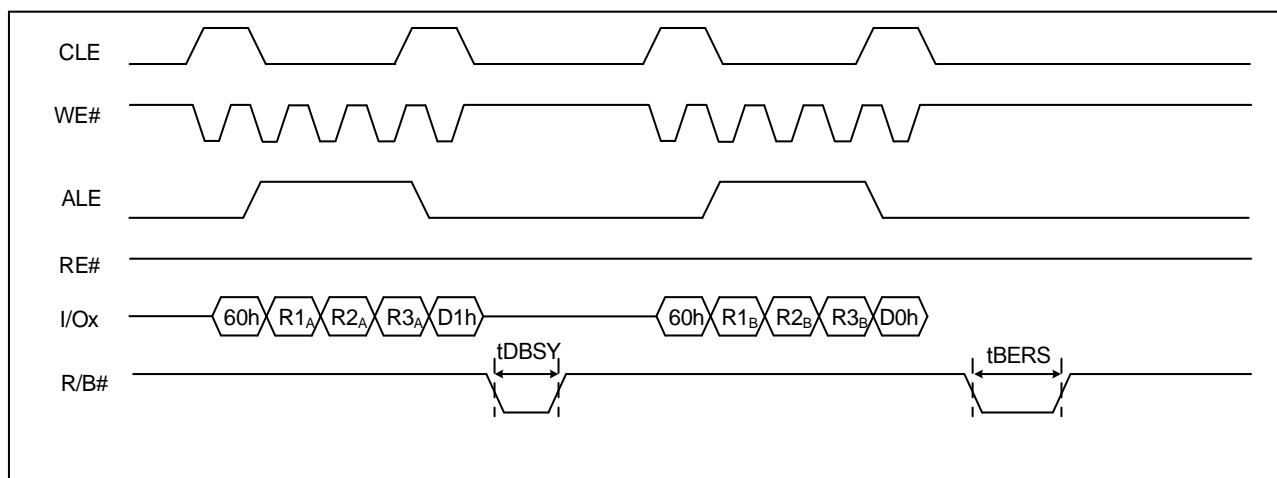 CLE
WE#
ALE
RE#
I/Ox 60h R1A R2A R3A D1h 60h R1B R2B R3B D0h
tDBSY tBERS
R/B#